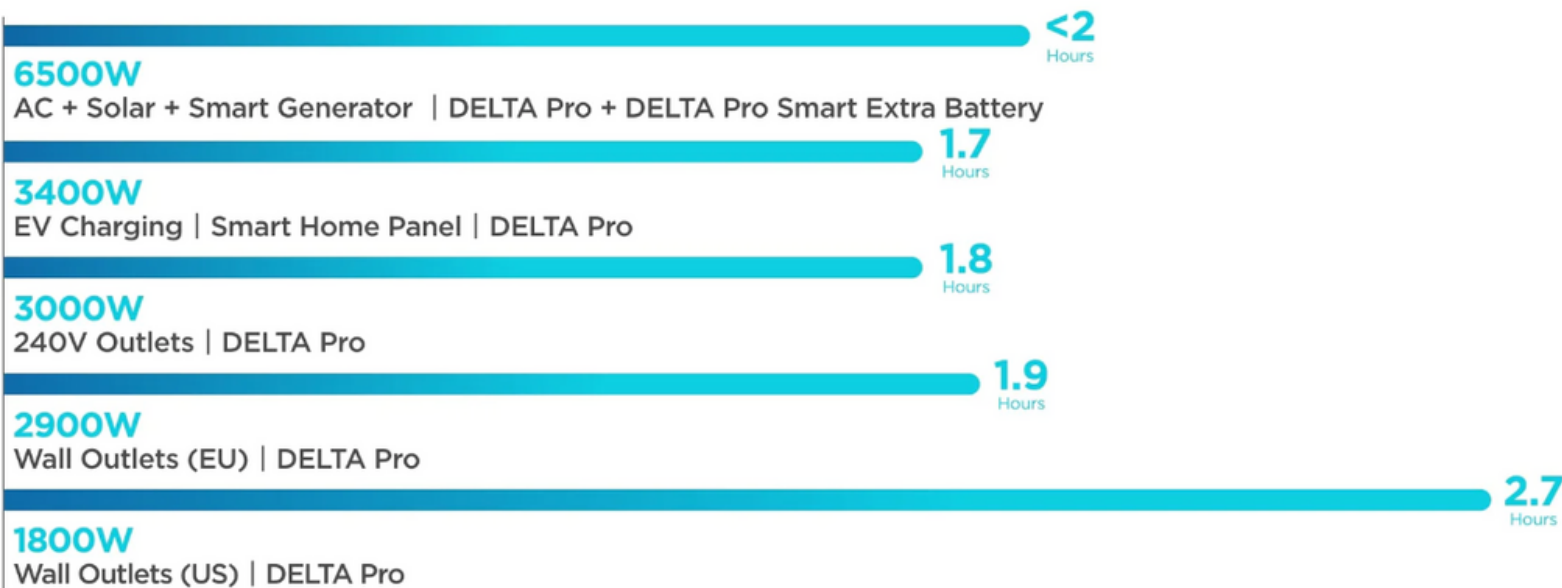 <2
Hours
6500W
AC + Solar + Smart Generator | DELTA Pro + DELTA Pro Smart Extra Battery
1.7
Hours
3400W
EV Charging | Smart Home Panel | DELTA Pro
1.8
Hours
3000W
240V Outlets | DELTA Pro
1.9
Hours
2900W
Wall Outlets (EU) | DELTA Pro
2.7
Hours
1800W
Wall Outlets (US) | DELTA Pro